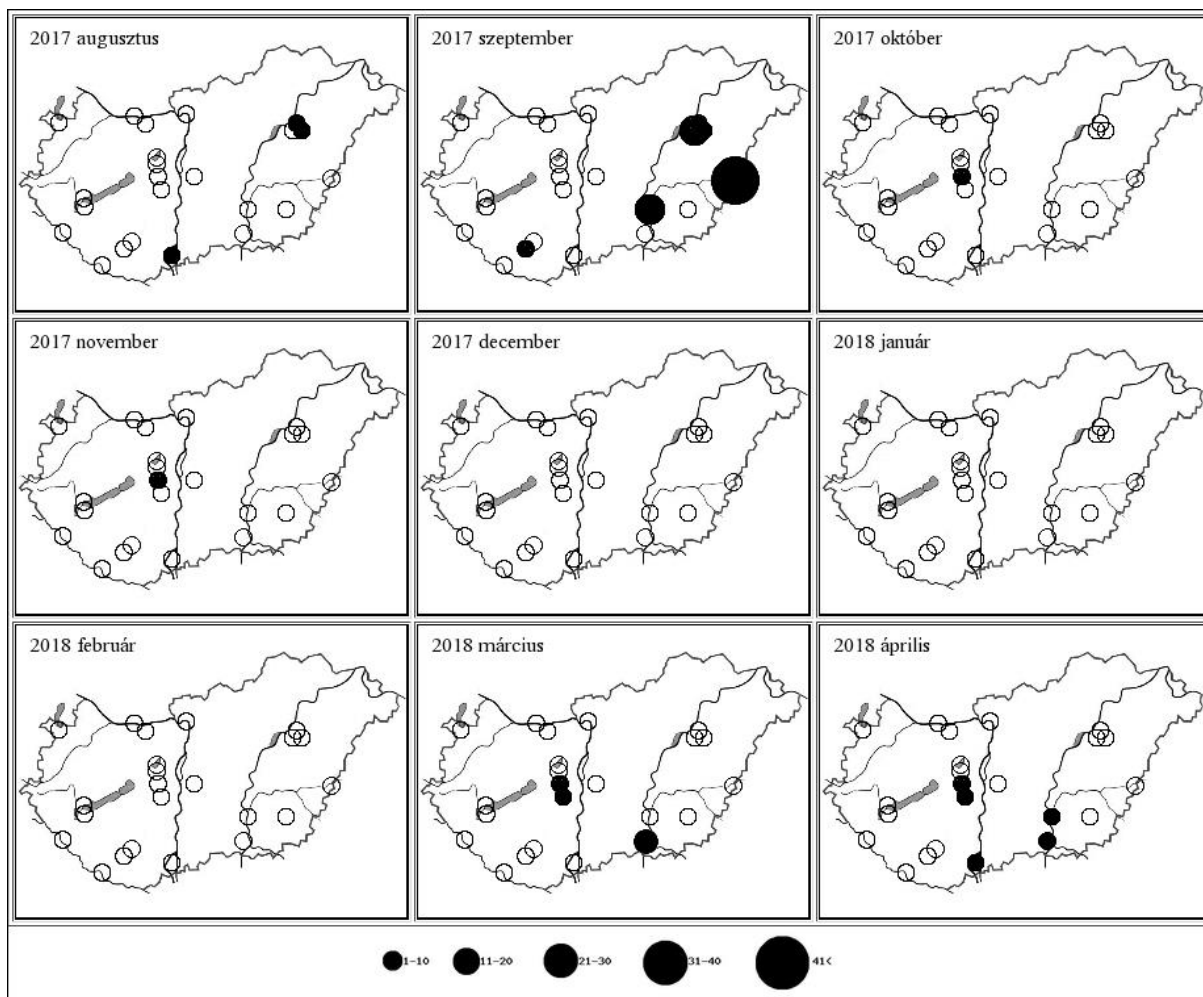 2017 augusztus
2017 szeptember
2017 október
2017 november
2017 december
2018 január
2018 február
2018 március
2018 április
1-10
11-20
21-30
31-40
41<